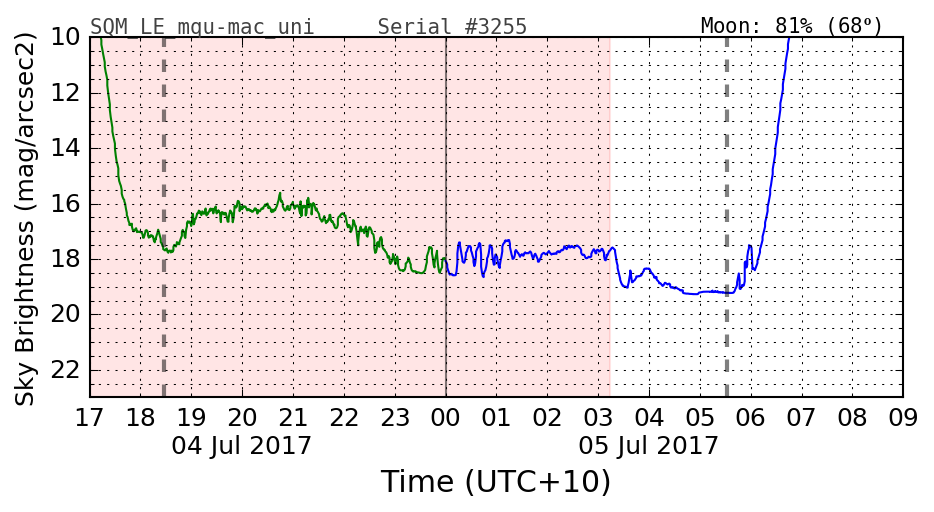 SQM_LE_mqu-mac_uni Serial #3255 Moon: 81% (68º)
Sky Brightness (mag/arcsec2)
10
12
14
16
18
20
22
17 18 19 20 21 22 23 00 01 02 03 04 05 06 07 08 09
04 Jul 2017 05 Jul 2017
Time (UTC+10)